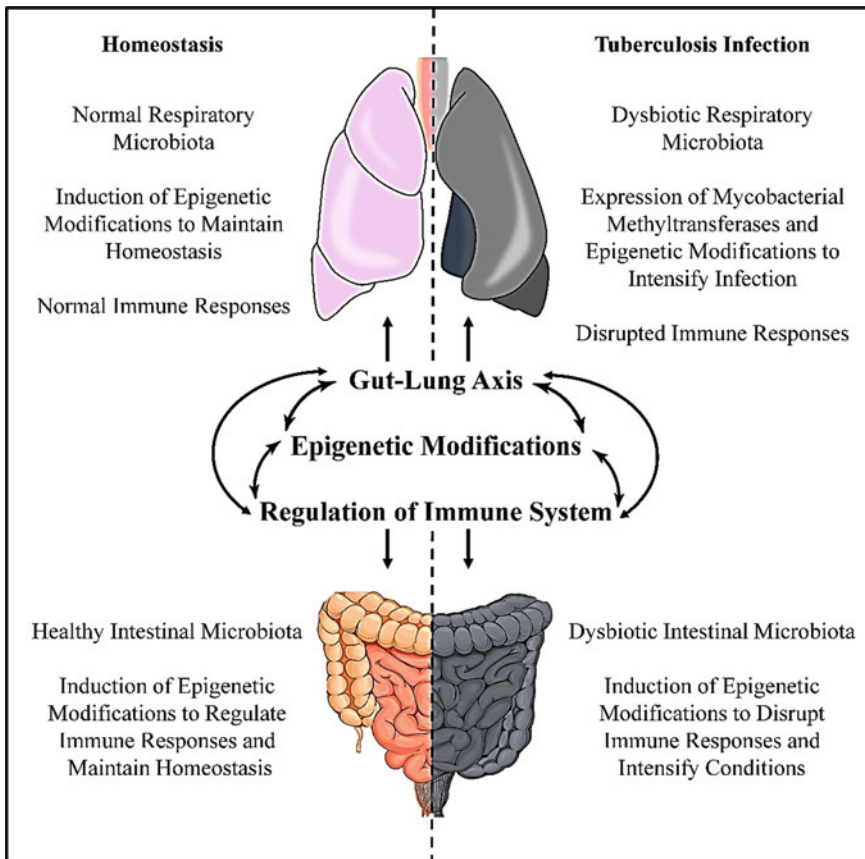 Homeostasis
Tuberculosis Infection
Normal Respiratory
Microbiota
Induction of Epigenetic
Modifications to Maintain
Homeostasis
Normal Immune Responses
Dysbiotic Respiratory
Microbiota
Expression of Mycobacterial
Methyltransferases and
Epigenetic Modifications to
Intensify Infection
Disrupted Immune Responses
Gut-Lung Axis
Epigenetic Modifications
Regulation of Immune System
Healthy Intestinal Microbiota
Induction of Epigenetic
Modifications to Regulate
Immune Responses and
Maintain Homeostasis
Dysbiotic Intestinal Microbiota
Induction of Epigenetic
Modifications to Disrupt
Immune Responses and
Intensify Conditions